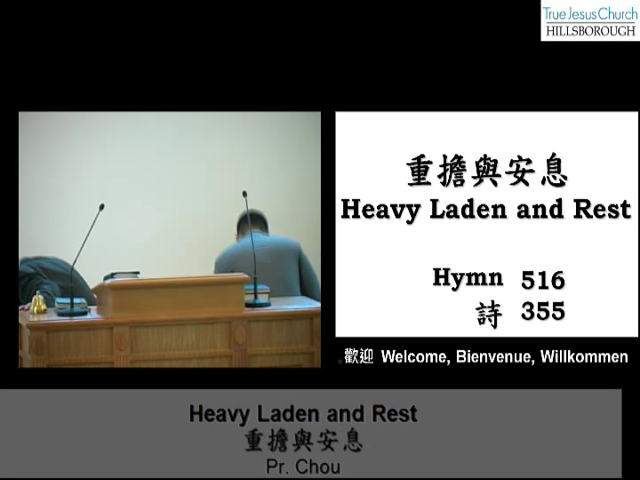 True Jesus Church
HILLSBOROUGH
重擔與安息
Heavy Laden and Rest
Hymn 516
詩 355
歡迎 Welcome, Bienvenue, Willkommen
Heavy Laden and Rest
重擔與安息
Pr. Chou